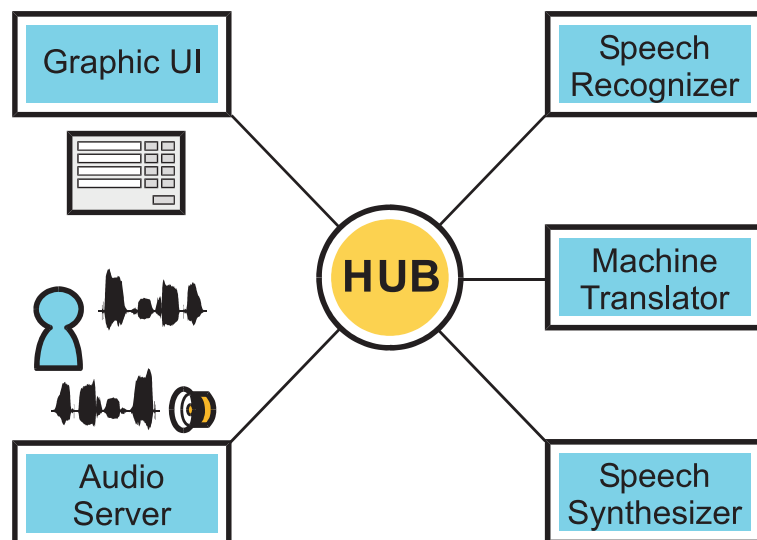 Graphic UI
Speech
Recognizer
HUB
Machine
Translator
Audio
Server
Speech
Synthesizer